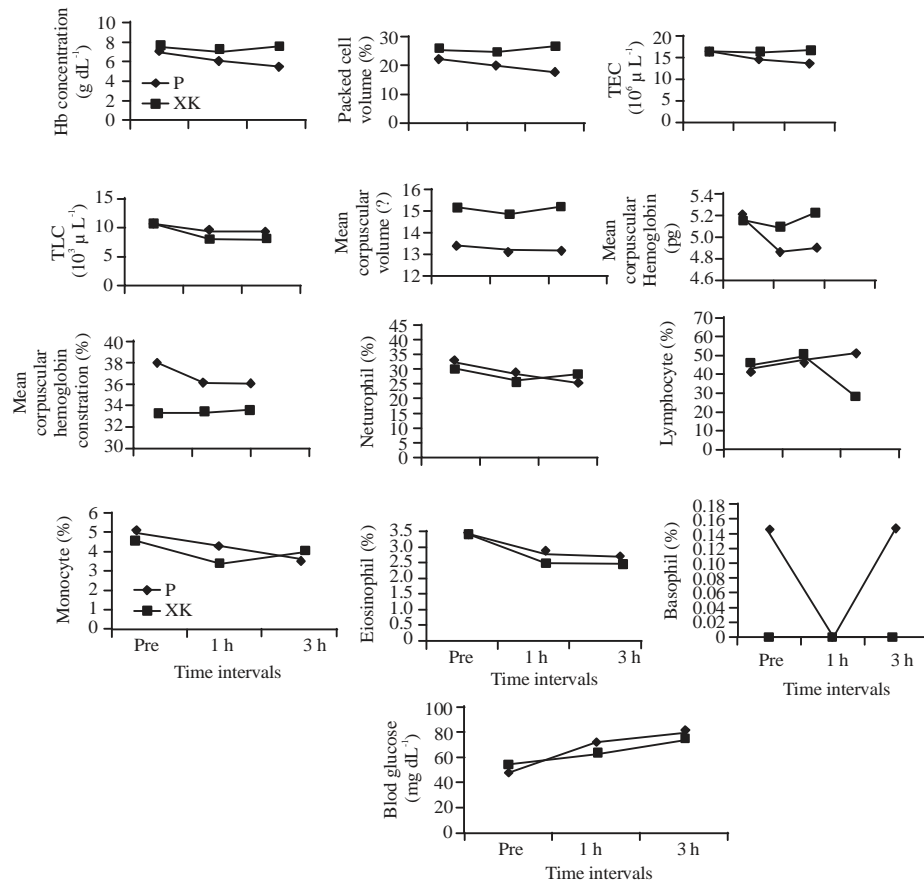 Hb concentration
(g dL⁻¹)
10
8
6
4
2
0
P
XK
Packed cell
volume (%)
30
20
10
0
TEC
(10⁶ µ L⁻¹)
20
15
10
5
0
TLC
(10³ µ L⁻¹)
15
10
5
0
Mean
corpuscular
volume (?)
16
15
14
13
12
Mean
corpuscular
Hemoglobin
(pg)
5.4
5.2
5.0
4.8
4.6
Mean
corpuscular
hemoglobin
constration (%)
40
38
36
34
33
30
Neturophil (%)
45
40
35
30
25
20
15
10
5
0
Lymphocyte (%)
70
60
50
40
30
20
10
0
Monocyte (%)
6
5
4
3
2
1
0
P
XK
Pre
1 h
3 h
Time intervals
Eiosinophil (%)
3.5
3.5
2.5
2.5
1.5
1.5
0.5
0
Pre
1 h
3 h
Time intervals
Basophil (%)
0.18
0.16
0.14
0.12
0.08
0.06
0.04
0.02
0
Pre
1 h
3 h
Time intervals
Blod glucose
(mg dL⁻¹)
100
80
60
40
20
0
Pre
1 h
3 h
Time intervals